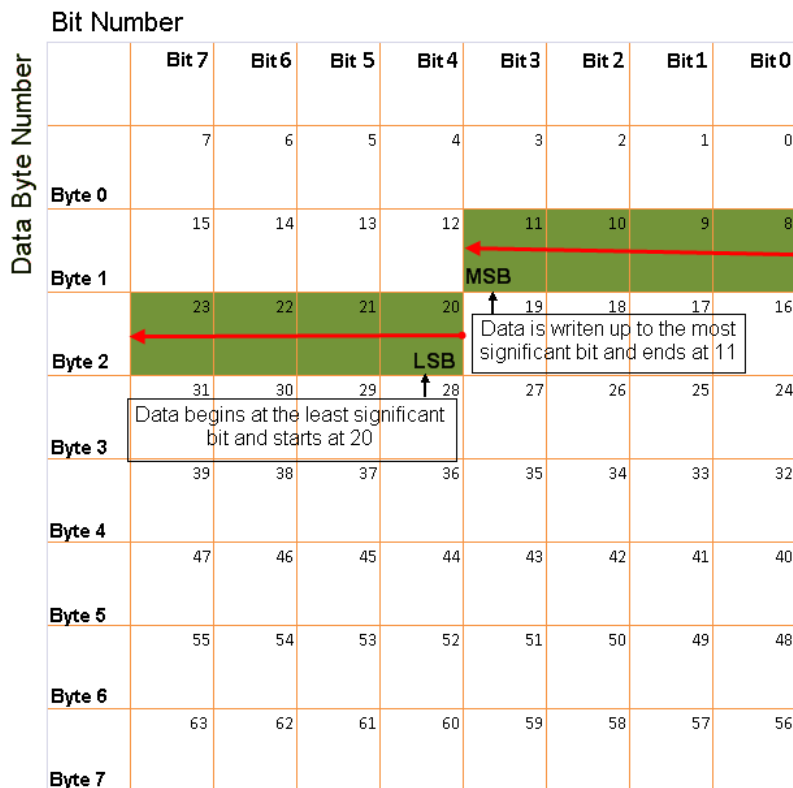 Bit Number
Data Byte Number
Bit 7 Bit 6 Bit 5 Bit 4 Bit 3 Bit 2 Bit 1 Bit 0
7 6 5 4 3 2 1 0
Byte 0
15 14 13 12 11 10 9 8
Byte 1 MSB
23 22 21 20 19 18 17 16
Data is writen up to the most
significant bit and ends at 11
Byte 2 LSB
31 30 29 28 27 26 25 24
Data begins at the least significant
bit and starts at 20
Byte 3
39 38 37 36 35 34 33 32
Byte 4
47 46 45 44 43 42 41 40
Byte 5
55 54 53 52 51 50 49 48
Byte 6
63 62 61 60 59 58 57 56
Byte 7